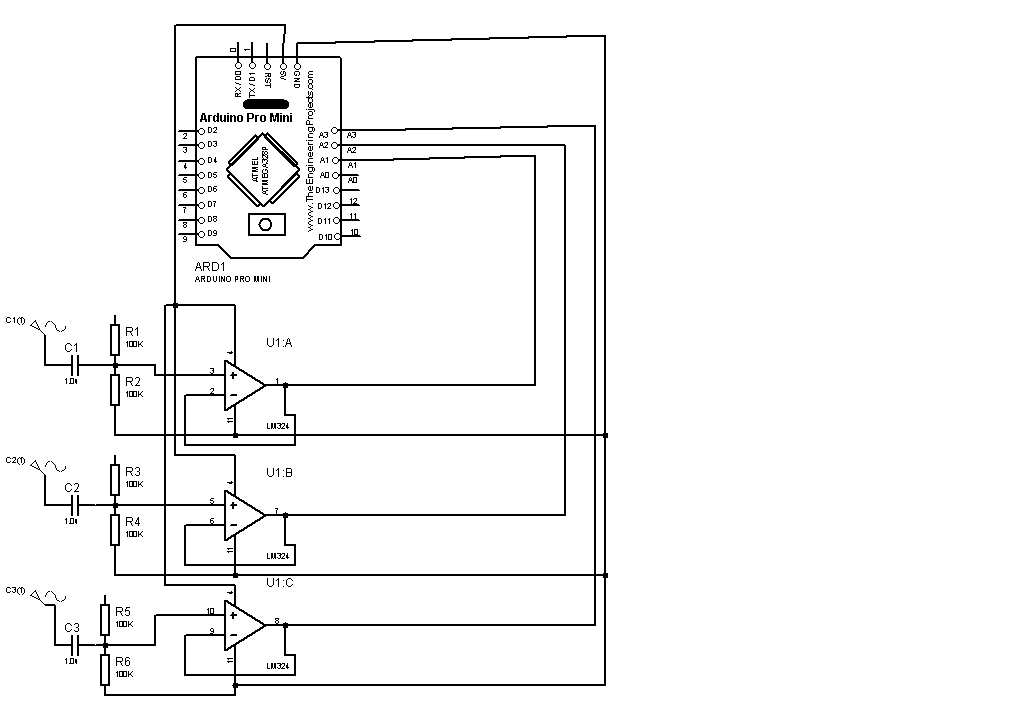 0
1
D0/RX
TX/D1
RST
5V
GND
Arduino Pro Mini
www.TheEngineeringProjects.com
ATMEL
ATMEGA328P
2
D2
3
D3
4
D4
5
D5
6
D6
7
D7
8
D8
9
D9
A3
A3
A2
A2
A1
A1
A0
A0
D13
D12
12
D11
11
D10
10
ARD1
ARDUINO PRO MINI
C1(1)
C1
1.0u
R1
100K
R2
100K
U1:A
3
2
1
4
11
LM324
C2(1)
C2
1.0u
R3
100K
R4
100K
U1:B
5
6
7
4
11
LM324
C3(1)
C3
1.0u
R5
100K
R6
100K
U1:C
10
9
8
4
11
LM324